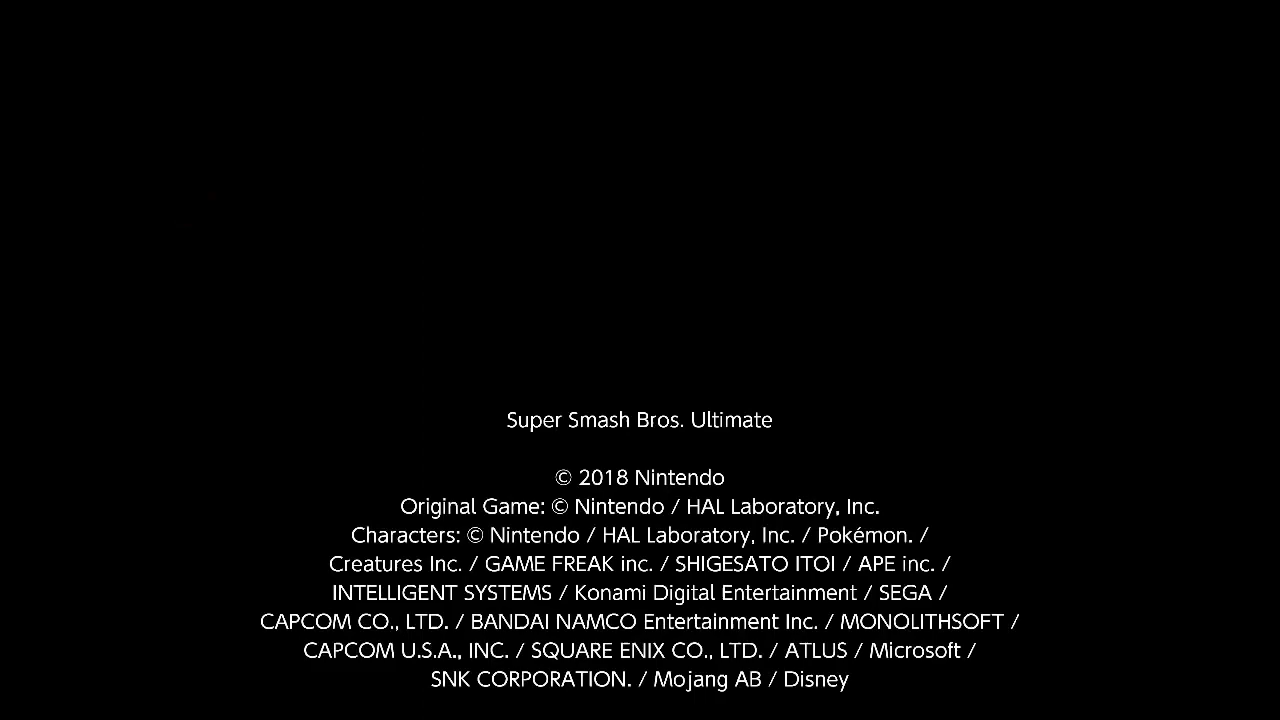 Super Smash Bros. Ultimate
© 2018 Nintendo
Original Game: © Nintendo / HAL Laboratory, Inc.
Characters: © Nintendo / HAL Laboratory, Inc. / Pokémon. /
Creatures Inc. / GAME FREAK inc. / SHIGESATO ITOI / APE inc. /
INTELLIGENT SYSTEMS / Konami Digital Entertainment / SEGA /
CAPCOM CO., LTD. / BANDAI NAMCO Entertainment Inc. / MONOLITHSOFT /
CAPCOM U.S.A., INC. / SQUARE ENIX CO., LTD. / ATLUS / Microsoft /
SNK CORPORATION. / Mojang AB / Disney